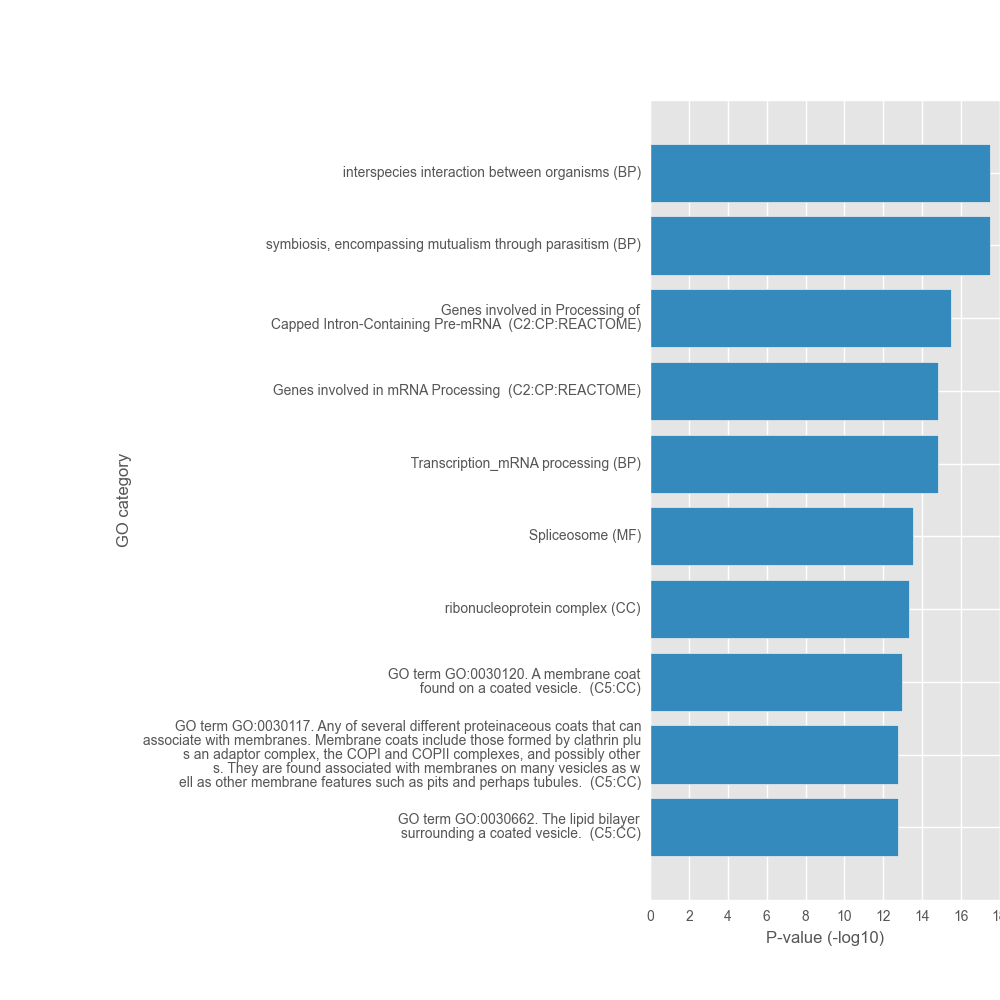 interspecies interaction between organisms (BP)
symbiosis, encompassing mutualism through parasitism (BP)
Genes involved in Processing of
Capped Intron-Containing Pre-mRNA  (C2:CP:REACTOME)
Genes involved in mRNA Processing  (C2:CP:REACTOME)
Transcription_mRNA processing (BP)
GO category
Spliceosome (MF)
ribonucleoprotein complex (CC)
GO term GO:0030120. A membrane coat
found on a coated vesicle.  (C5:CC)
GO term GO:0030117. Any of several different proteinaceous coats that can
associate with membranes. Membrane coats include those formed by clathrin plu
s an adaptor complex, the COPI and COPII complexes, and possibly other
s. They are found associated with membranes on many vesicles as w
ell as other membrane features such as pits and perhaps tubules.  (C5:CC)
GO term GO:0030662. The lipid bilayer
surrounding a coated vesicle.  (C5:CC)
0 2 4 6 8 10 12 14 16 18
P-value (-log10)